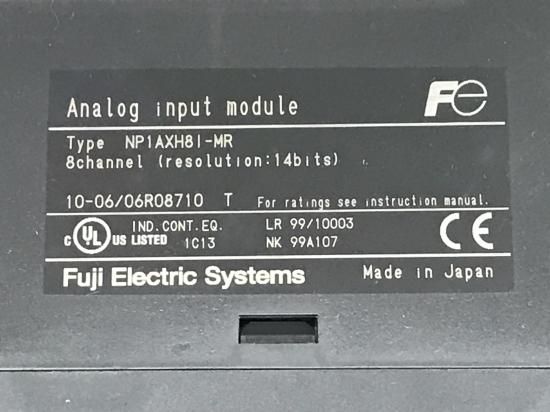 Analog input module
Fe
Type NP1AXH8I-MR
8channel (resolution:14bits)
10-06/06R08710 T For ratings see instruction manual.
C UL US LISTED IND.CONT.EQ. 1C13 LR 99/10003 NK 99A107 CE
Fuji Electric Systems Made in Japan